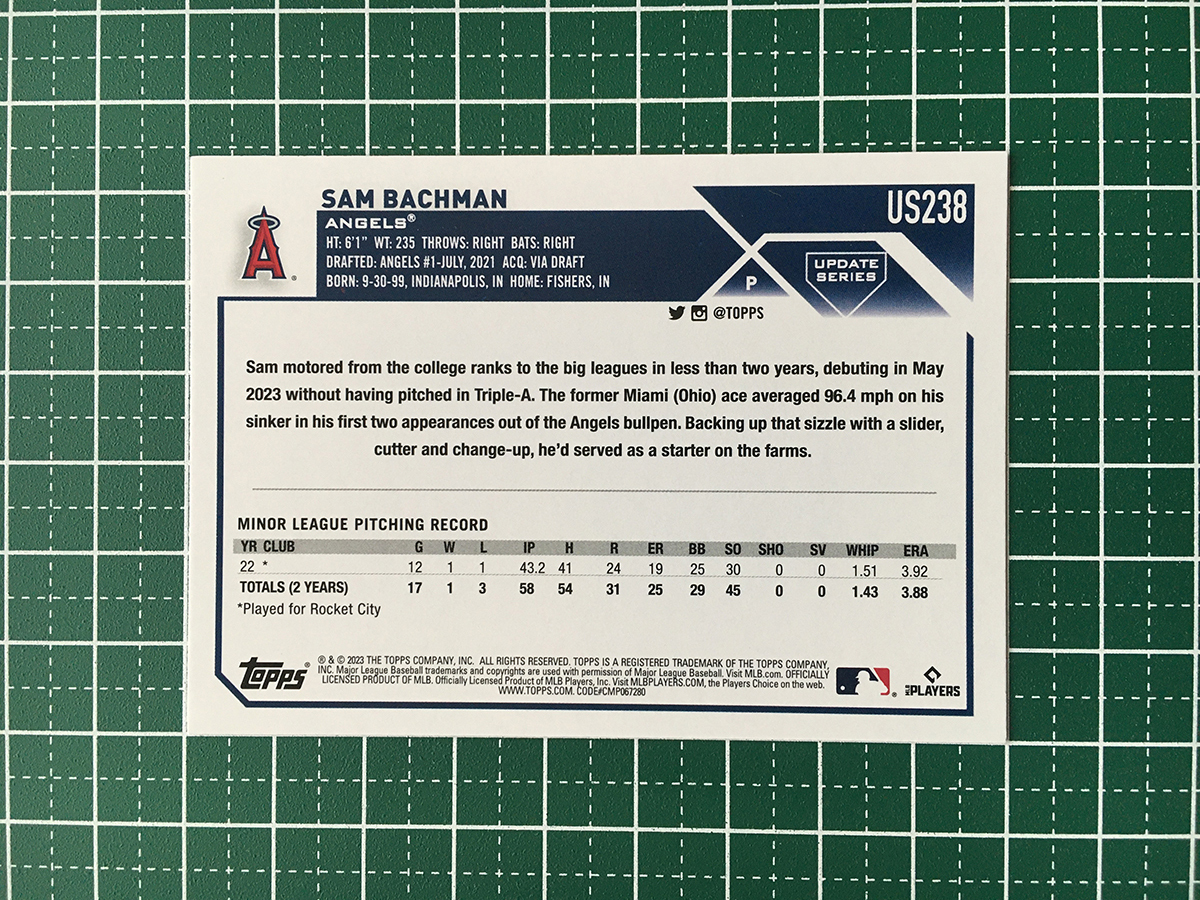 SAM BACHMAN
US238
ANGELS®
HT: 6'1" WT: 235 THROWS: RIGHT BATS: RIGHT
DRAFTED: ANGELS #1-JULY, 2021 ACQ: VIA DRAFT
BORN: 9-30-99, INDIANAPOLIS, IN HOME: FISHERS, IN
A
®
P
UPDATE
SERIES
@TOPPS
Sam motored from the college ranks to the big leagues in less than two years, debuting in May
2023 without having pitched in Triple-A. The former Miami (Ohio) ace averaged 96.4 mph on his
sinker in his first two appearances out of the Angels bullpen. Backing up that sizzle with a slider,
cutter and change-up, he'd served as a starter on the farms.
MINOR LEAGUE PITCHING RECORD
YR CLUB G W L IP H R ER BB SO SHO SV WHIP ERA
22 * 12 1 1 43.2 41 24 19 25 30 0 0 1.51 3.92
TOTALS (2 YEARS) 17 1 3 58 54 31 25 29 45 0 0 1.43 3.88
*Played for Rocket City
Topps®
® & © 2023 THE TOPPS COMPANY, INC. ALL RIGHTS RESERVED. TOPPS IS A REGISTERED TRADEMARK OF THE TOPPS COMPANY,
INC. Major League Baseball trademarks and copyrights are used with permission of Major League Baseball. Visit MLB.com. OFFICIALLY
LICENSED PRODUCT OF MLB. Officially Licensed Product of MLB Players, Inc. Visit MLBPLAYERS.COM, the Players Choice on the web.
WWW.TOPPS.COM. CODE#CMP067280
®
MLB PLAYERS